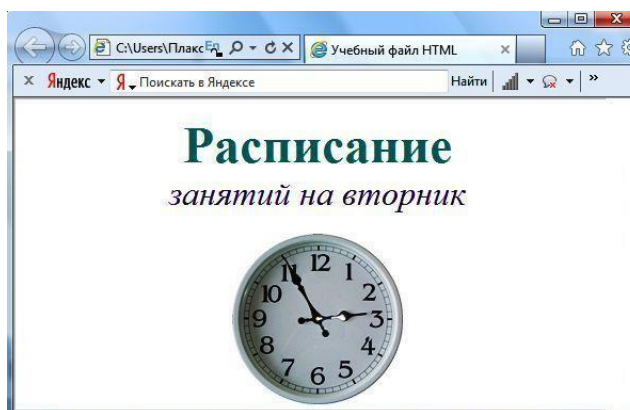 C:\Users\Плакс
Учебный файл HTML
Яндекс Я Поискать в Яндексе Найти
Расписание
занятий на вторник
12
11 1
10 2
9 3
8 4
7 6 5